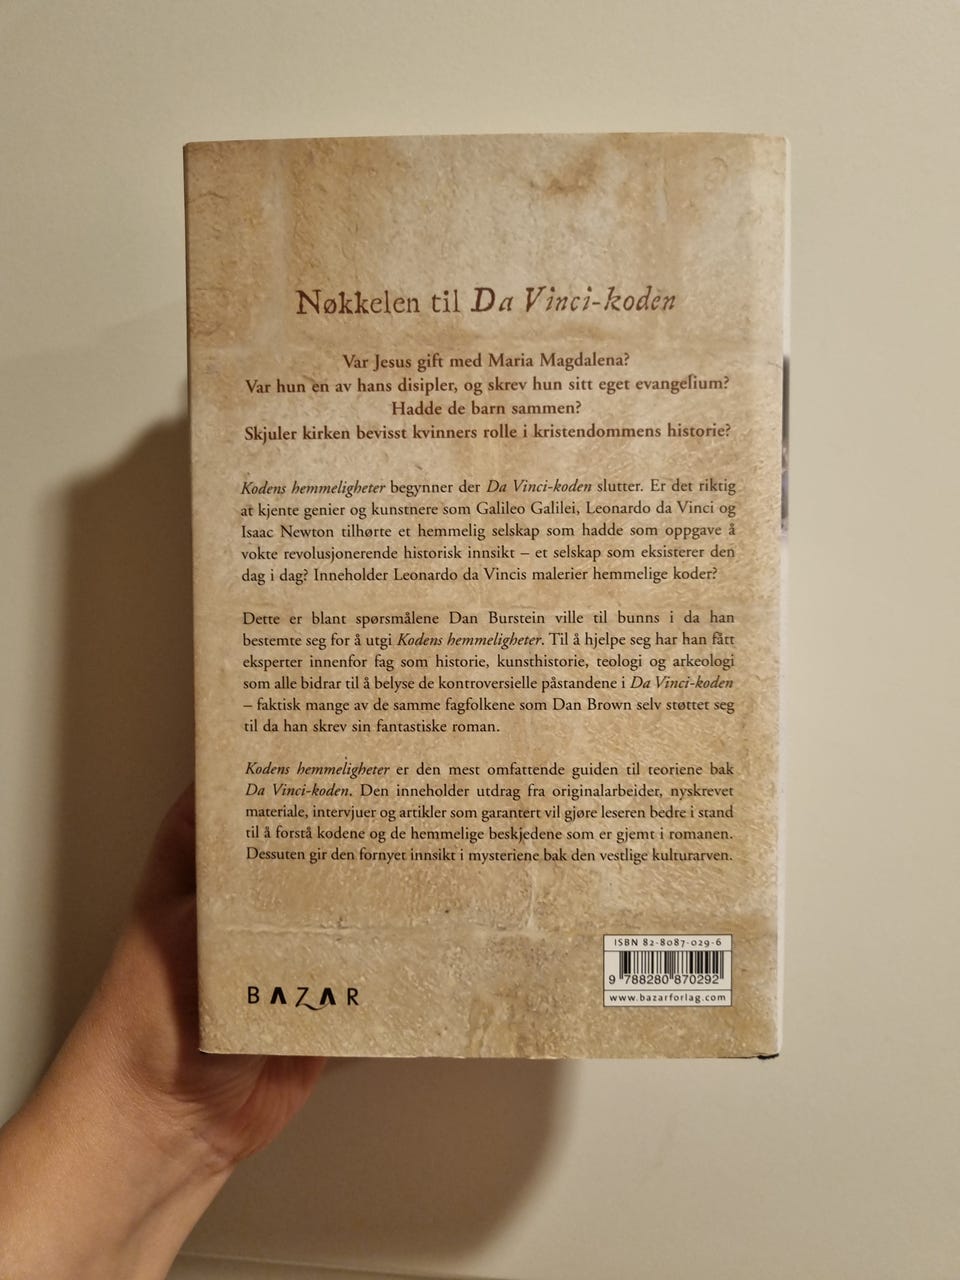 Nøkkelen til Da Vinci-koden
Var Jesus gift med Maria Magdalena?
Var hun en av hans disipler, og skrev hun sitt eget evangelium?
Hadde de barn sammen?
Skjuler kirken bevisst kvinners rolle i kristendommens historie?
Kodens hemmeligheter begynner der Da Vinci-koden slutter. Er det riktig
at kjente genier og kunstnere som Galileo Galilei, Leonardo da Vinci og
Isaac Newton tilhørte et hemmelig selskap som hadde som oppgave å
vokte revolusjonerende historisk innsikt – et selskap som eksisterer den
dag i dag? Inneholder Leonardo da Vincis malerier hemmelige koder?
Dette er blant spørsmålene Dan Burstein ville til bunns i da han
bestemte seg for å utgi Kodens hemmeligheter. Til å hjelpe seg har han fått
eksperter innenfor fag som historie, kunsthistorie, teologi og arkeologi
som alle bidrar til å belyse de kontroversielle påstandene i Da Vinci-koden
– faktisk mange av de samme fagfolkene som Dan Brown selv støttet seg
til da han skrev sin fantastiske roman.
Kodens hemmeligheter er den mest omfattende guiden til teoriene bak
Da Vinci-koden. Den inneholder utdrag fra originalarbeider, nyskrevet
materiale, intervjuer og artikler som garantert vil gjøre leseren bedre i stand
til å forstå kodene og de hemmelige beskjedene som er gjemt i romanen.
Dessuten gir den fornyet innsikt i mysteriene bak den vestlige kulturarven.
ISBN 82-8087-029-6
9 788280 870292
www.bazarforlag.com
BAZAR